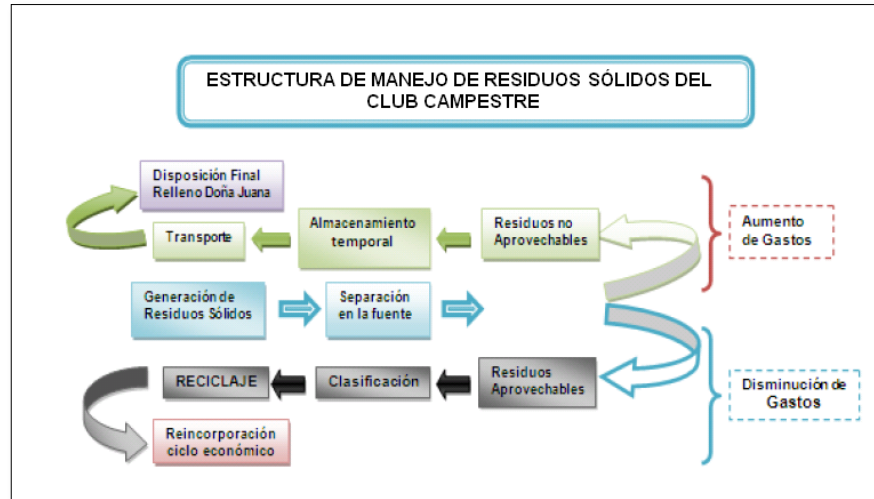 ESTRUCTURA DE MANEJO DE RESIDUOS SÓLIDOS DEL
CLUB CAMPESTRE
Disposición Final
Relleno Doña Juana
Transporte
Almacenamiento
temporal
Residuos no
Aprovechables
Aumento
de Gastos
Generación de
Residuos Sólidos
Separación
en la fuente
RECICLAJE
Clasificación
Residuos
Aprovechables
Disminución de
Gastos
Reincorporación
ciclo económico